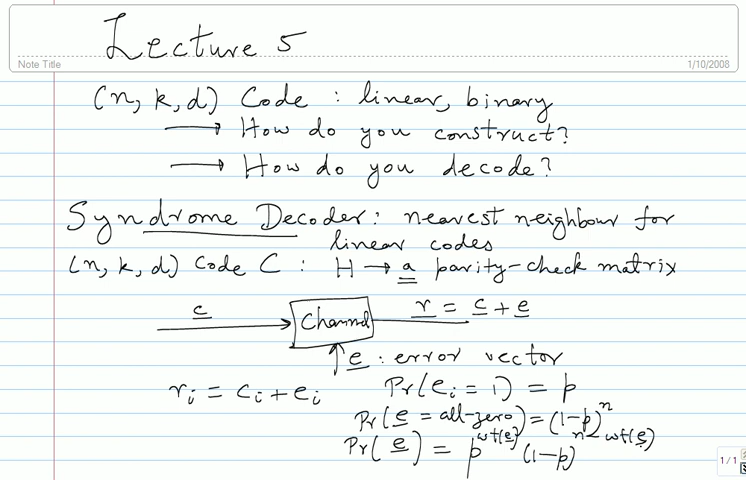 Lecture 5
Note Title
1/10/2008
(n, k, d) Code : linear, binary
→ How do you construct?
→ How do you decode?
Syndrome Decoder: nearest neighbour for
linear codes
(n, k, d) Code C : H → a parity-check matrix
c
Channel
r = c + e
e : error vector
r_i = c_i + e_i
Pr(e_i = 1) = p
Pr(e = all-zero) = (1-p)^n
Pr(e) = p^{wt(e)} (1-p)^{n-wt(e)}
1/1